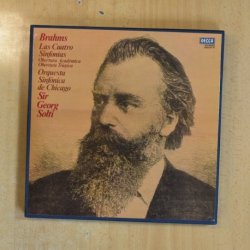 Brahms
Las Cuatro
Sinfonías
Obertura Académica
Obertura Trágica
Orquesta
Sinfónica
de Chicago
Sir
Georg
Solti
DECCA